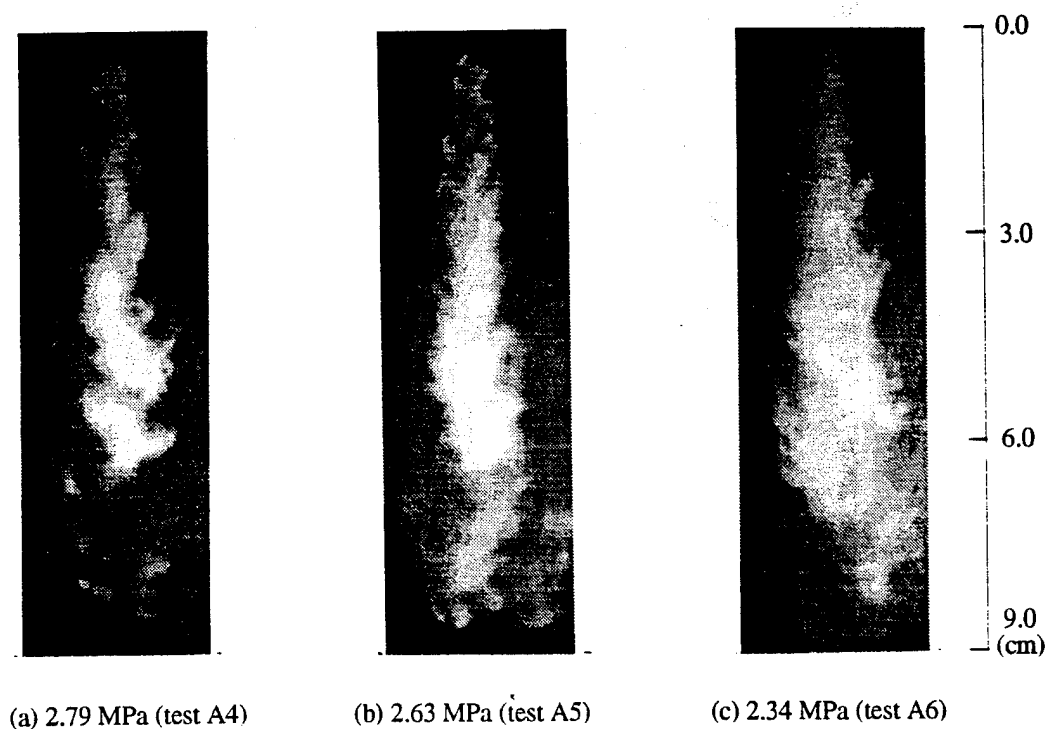 0.0
3.0
6.0
9.0
(cm)
(a) 2.79 MPa (test A4)
(b) 2.63 MPa (test A5)
(c) 2.34 MPa (test A6)